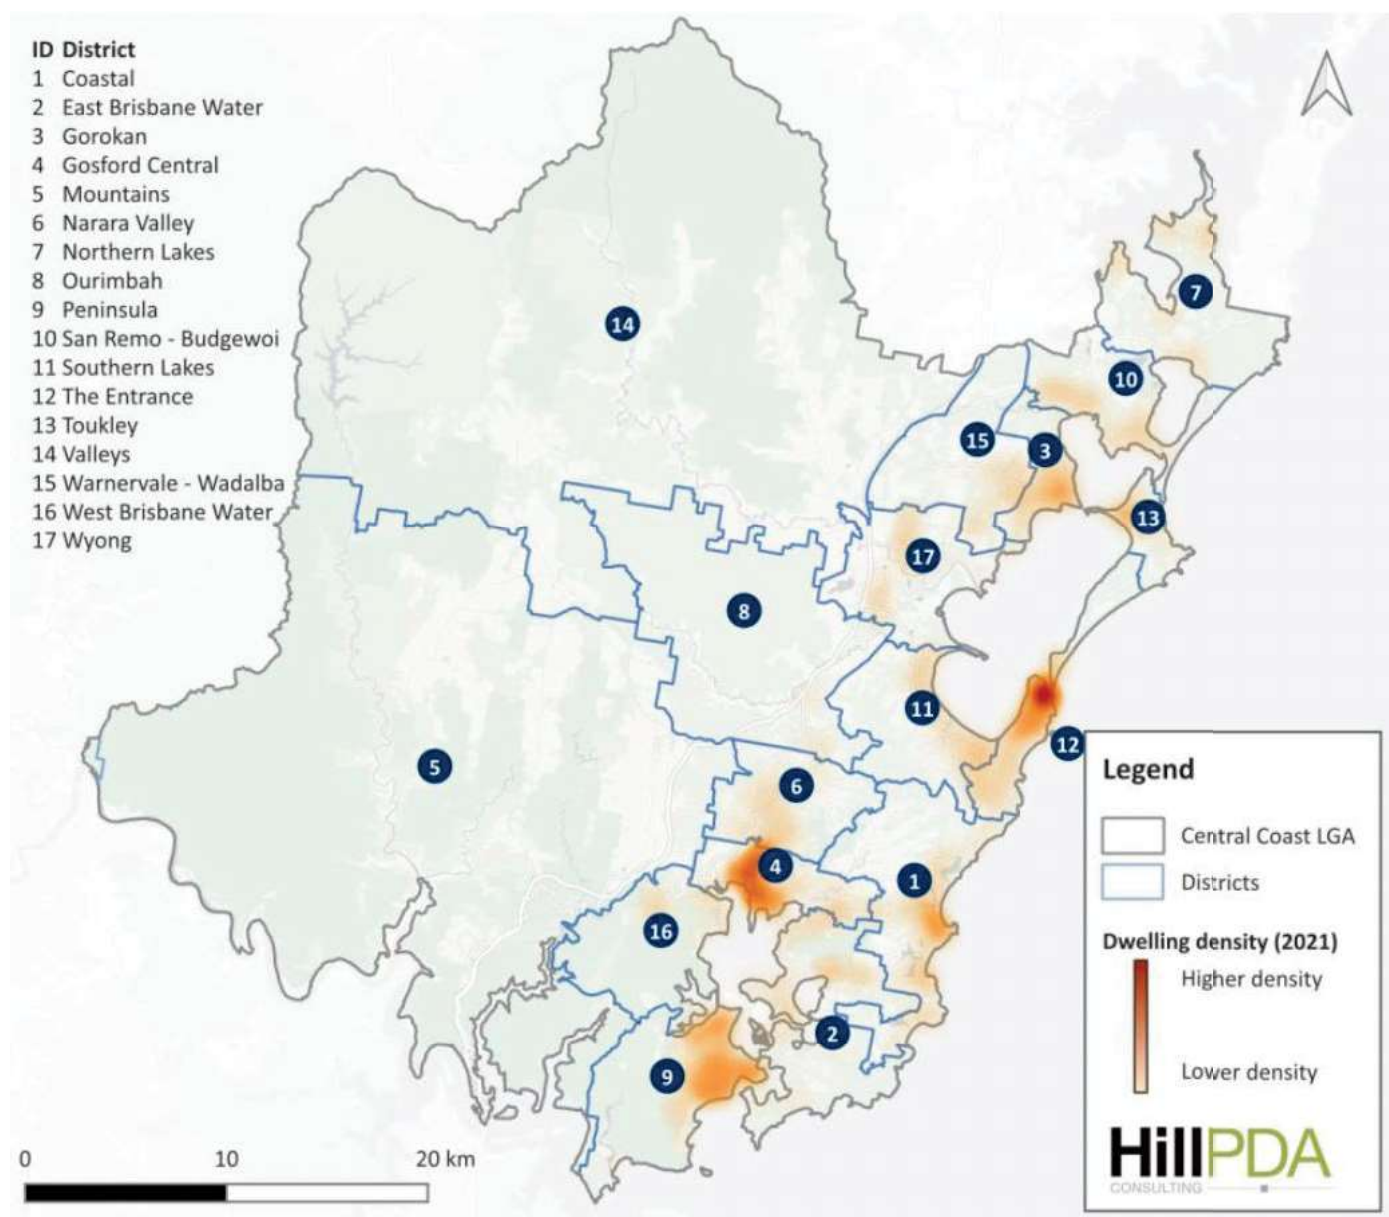 ID District
1 Coastal
2 East Brisbane Water
3 Gorokan
4 Gosford Central
5 Mountains
6 Narara Valley
7 Northern Lakes
8 Ourimbah
9 Peninsula
10 San Remo - Budgewoi
11 Southern Lakes
12 The Entrance
13 Toukley
14 Valleys
15 Warnervale - Wadalba
16 West Brisbane Water
17 Wyong
7
14
10
15
3
13
17
8
11
12
5
6
4
1
16
2
9
Legend
Central Coast LGA
Districts
Dwelling density (2021)
Higher density
Lower density
HillPDA
CONSULTING
0 10 20 km